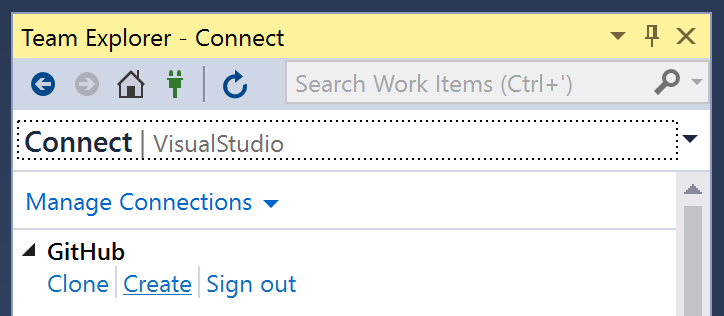 Team Explorer - Connect
Search Work Items (Ctrl+')
Connect | VisualStudio
Manage Connections
GitHub
Clone | Create | Sign out